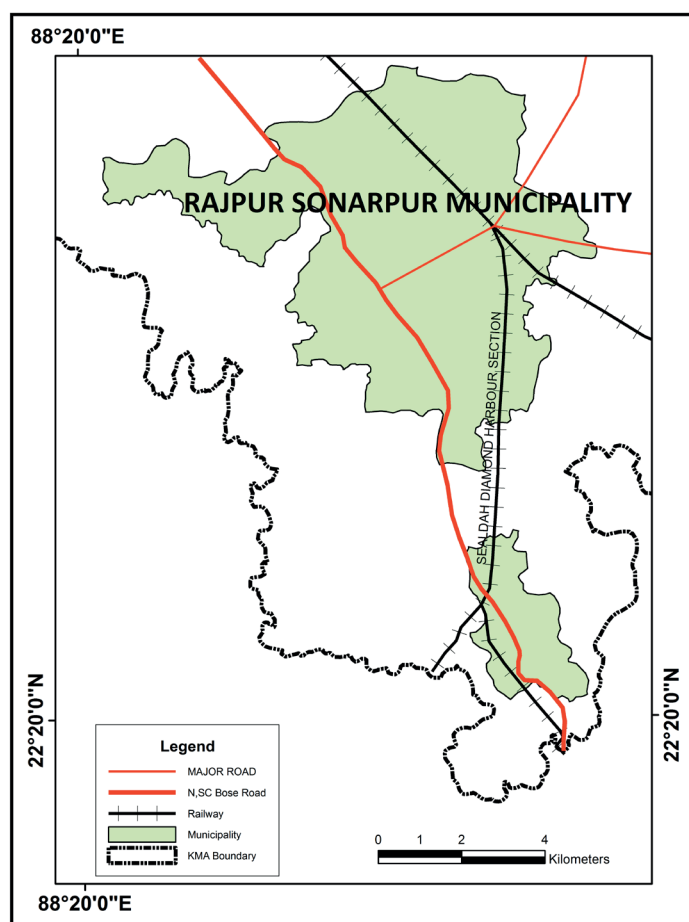 88°20'0"E
RAJPUR SONARPUR MUNICIPALITY
SEALDAH DIAMOND HARBOUR SECTION
22°20'0"N
22°20'0"N
Legend
MAJOR ROAD
N,SC Bose Road
Railway
Municipality
KMA Boundary
0 1 2 4
Kilometers
88°20'0"E